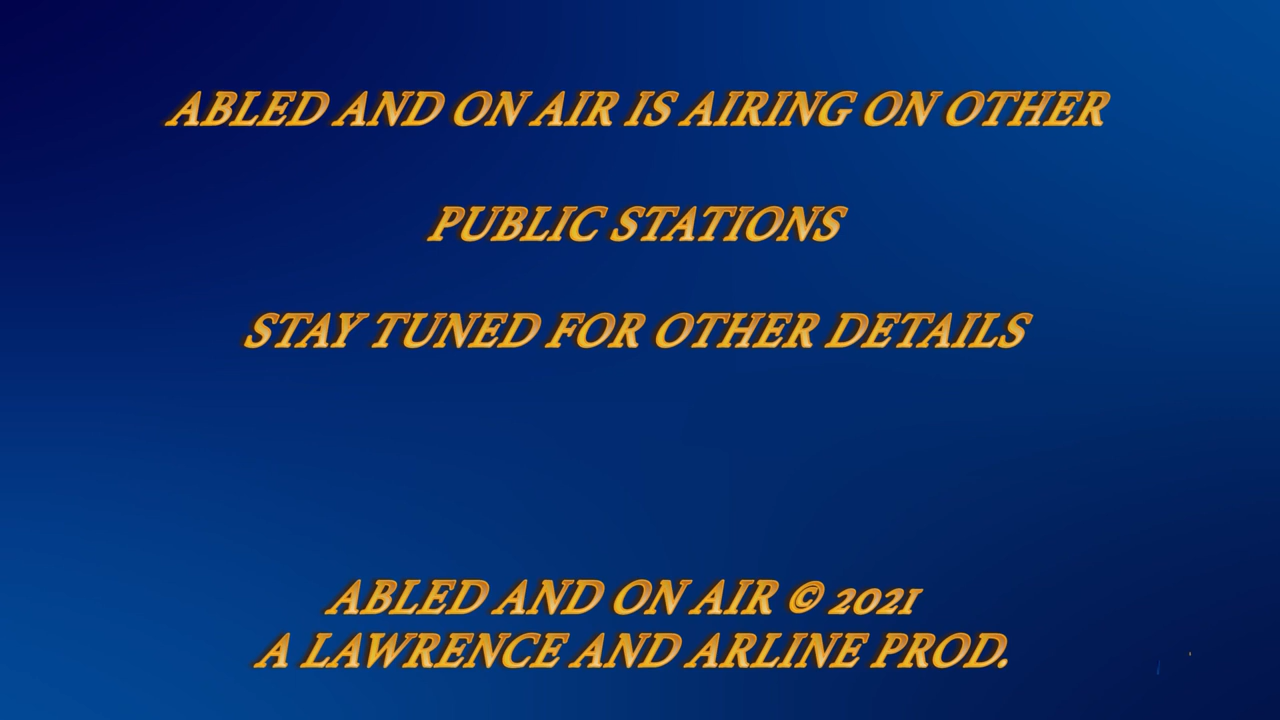 ABLED AND ON AIR IS AIRING ON OTHER
PUBLIC STATIONS
STAY TUNED FOR OTHER DETAILS
ABLED AND ON AIR © 2021
A LAWRENCE AND ARLINE PROD.